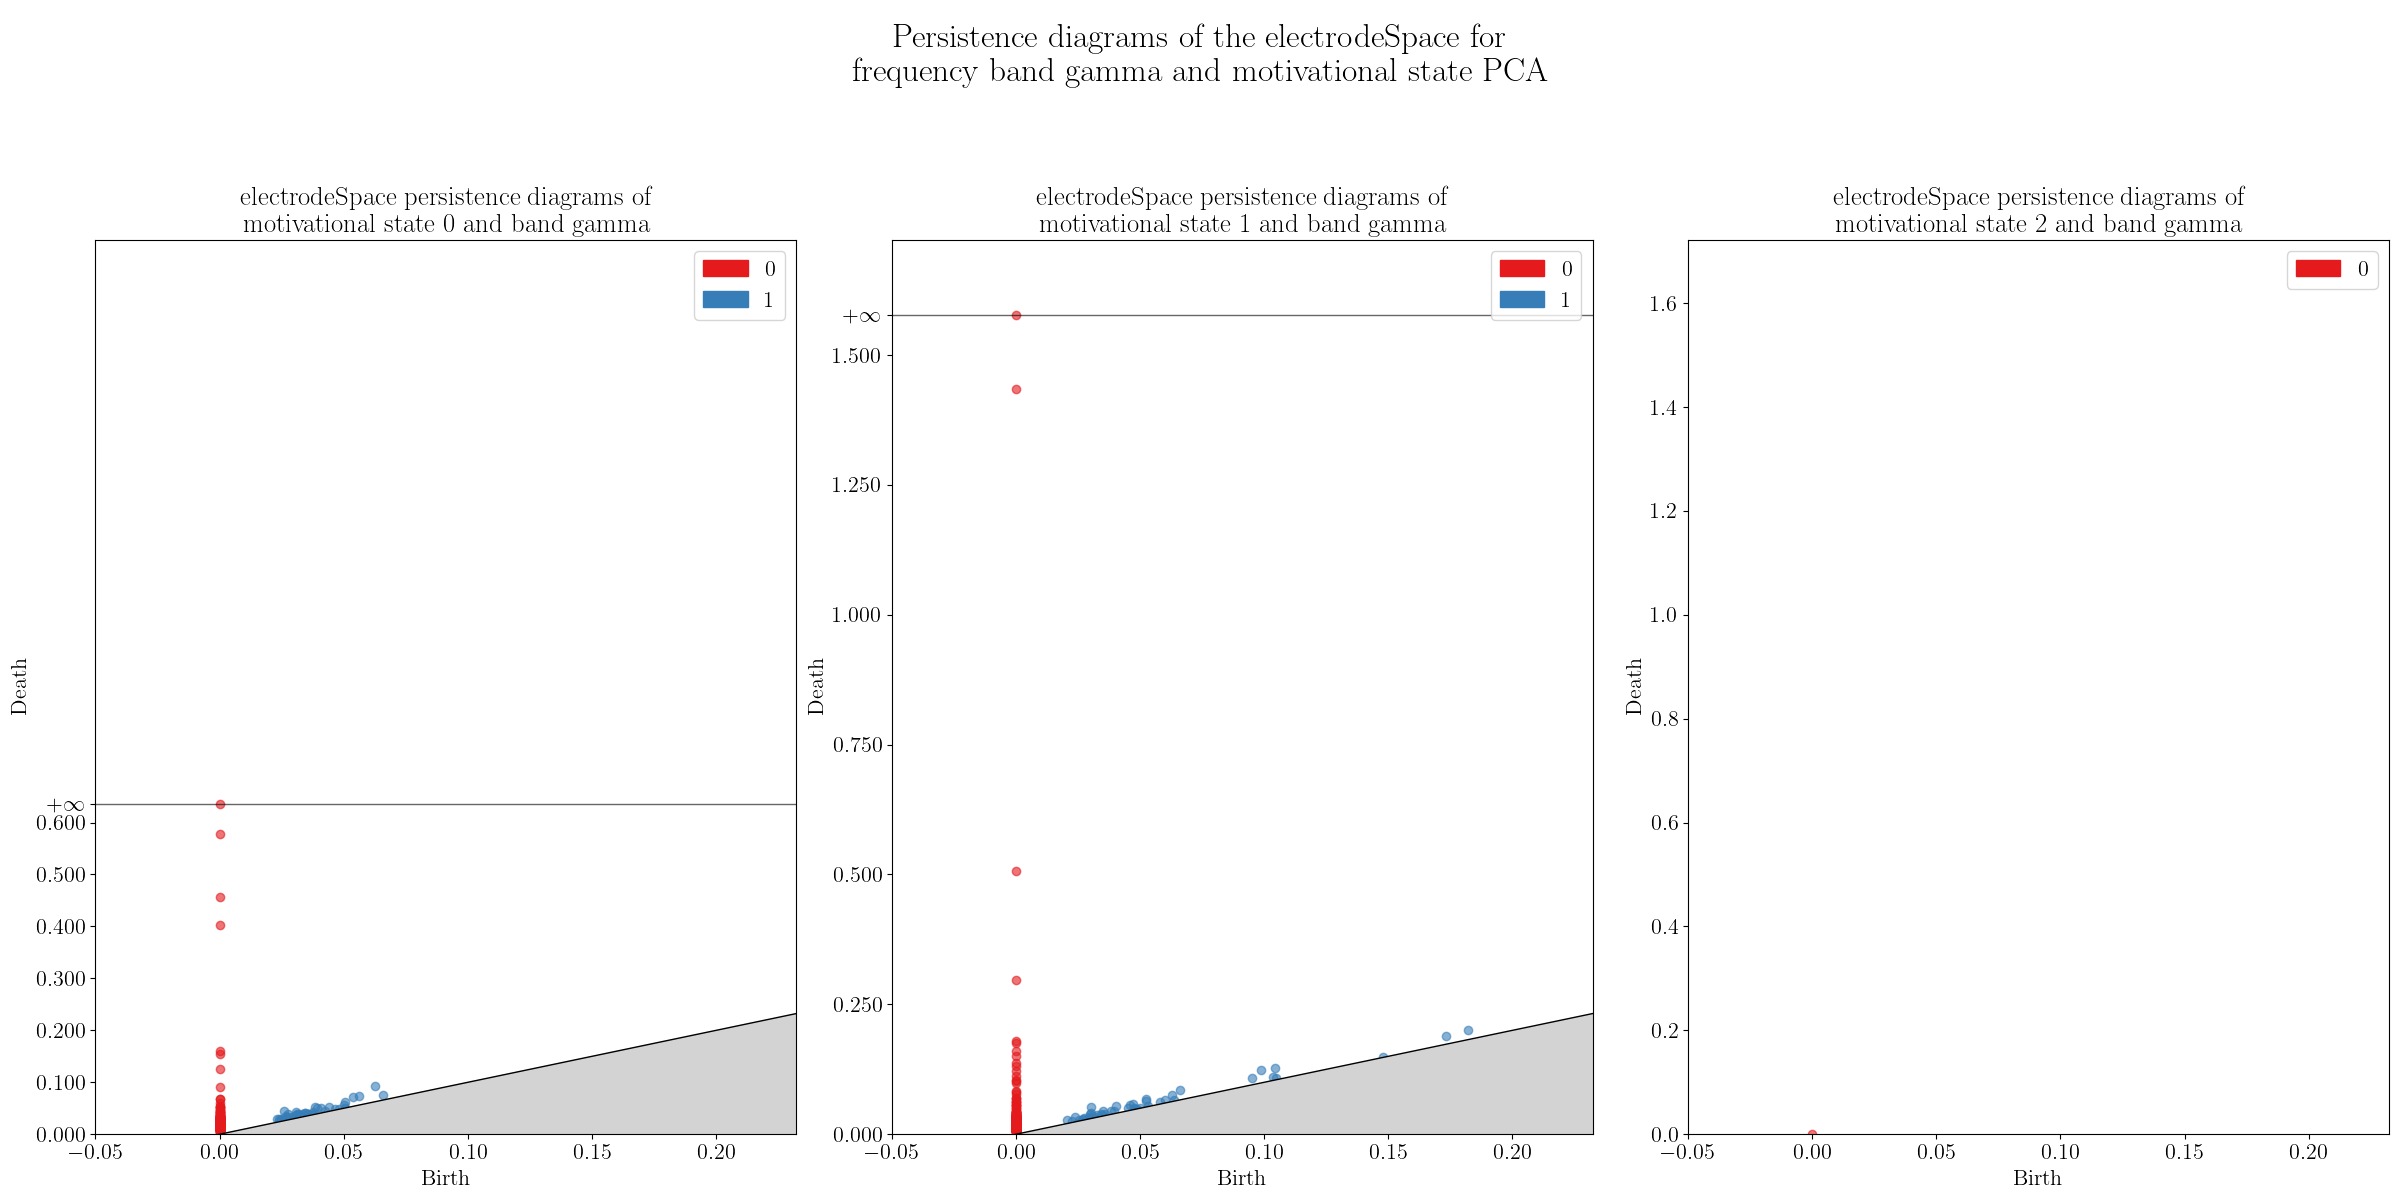 Persistence diagrams of the electrodeSpace for
frequency band gamma and motivational state PCA
electrodeSpace persistence diagrams of
motivational state 0 and band gamma
0
1
Death
+∞
0.600
0.500
0.400
0.300
0.200
0.100
0.000
−0.05 0.00 0.05 0.10 0.15 0.20
Birth
electrodeSpace persistence diagrams of
motivational state 1 and band gamma
0
1
Death
+∞
1.500
1.250
1.000
0.750
0.500
0.250
0.000
−0.05 0.00 0.05 0.10 0.15 0.20
Birth
electrodeSpace persistence diagrams of
motivational state 2 and band gamma
0
Death
1.6
1.4
1.2
1.0
0.8
0.6
0.4
0.2
0.0
−0.05 0.00 0.05 0.10 0.15 0.20
Birth